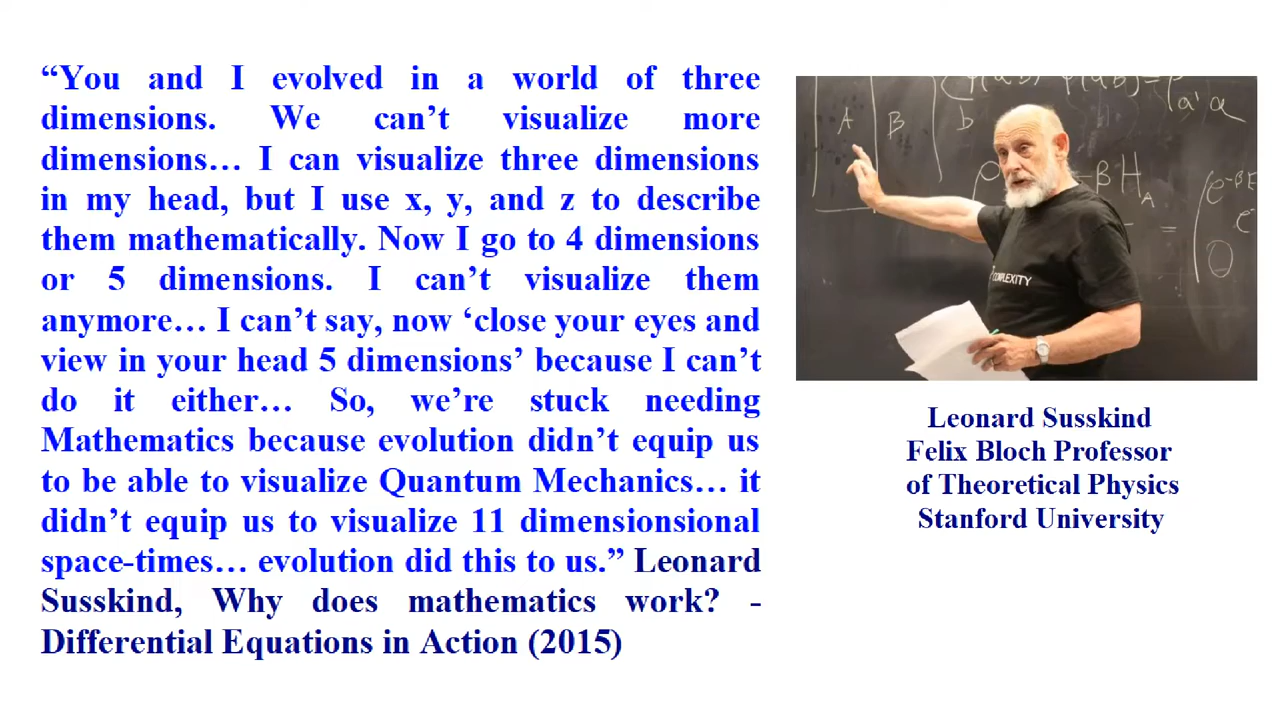 “You and I evolved in a world of three
dimensions. We can’t visualize more
dimensions… I can visualize three dimensions
in my head, but I use x, y, and z to describe
them mathematically. Now I go to 4 dimensions
or 5 dimensions. I can’t visualize them
anymore… I can’t say, now ‘close your eyes and
view in your head 5 dimensions’ because I can’t
do it either… So, we’re stuck needing
Mathematics because evolution didn’t equip us
to be able to visualize Quantum Mechanics… it
didn’t equip us to visualize 11 dimensionsional
space-times… evolution did this to us.” Leonard
Susskind, Why does mathematics work? -
Differential Equations in Action (2015)
A B
b
a' a
βH_A
=
COMPLEXITY
Leonard Susskind
Felix Bloch Professor
of Theoretical Physics
Stanford University